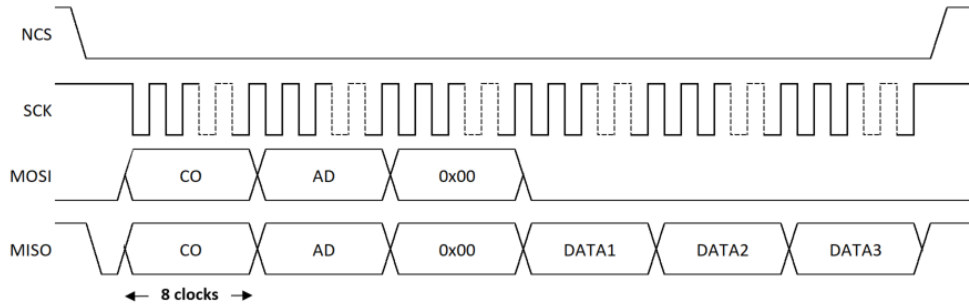 NCS
SCK
MOSI CO AD 0x00
MISO CO AD 0x00 DATA1 DATA2 DATA3
8 clocks